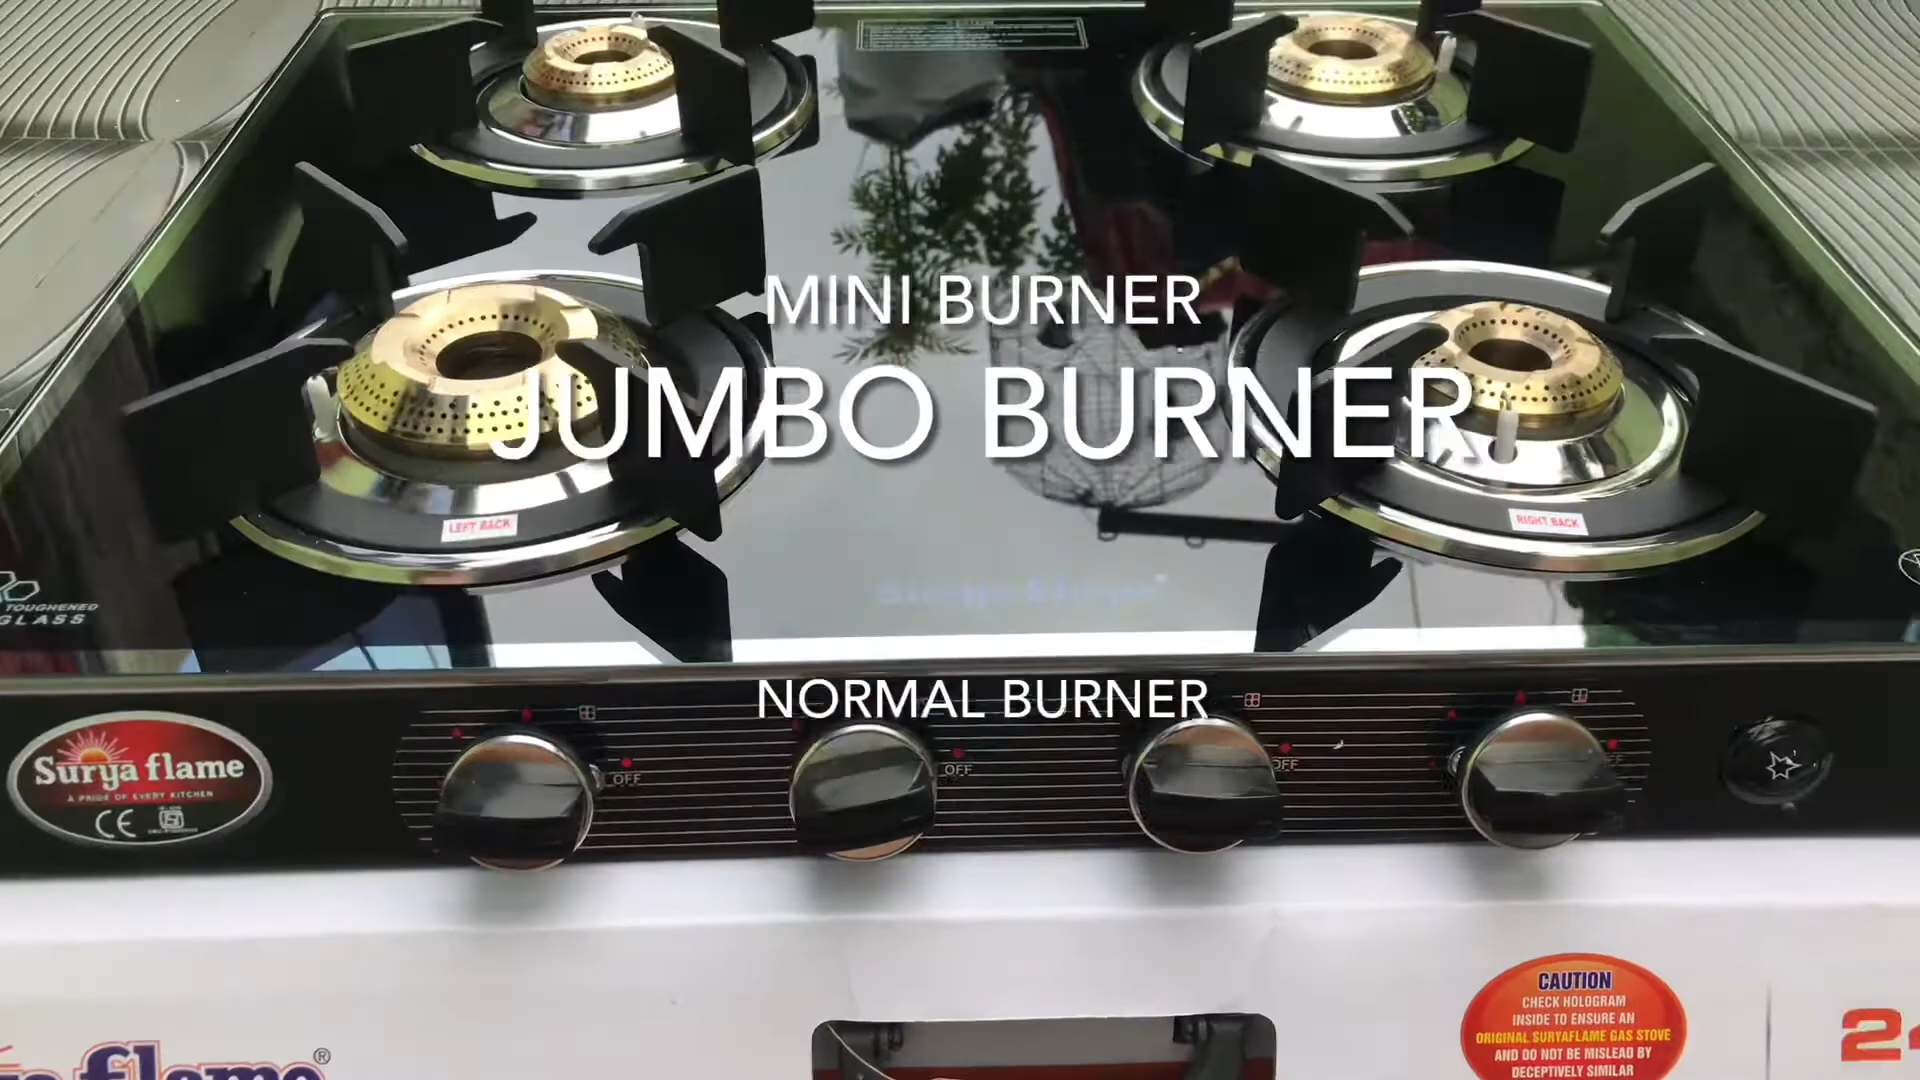 MINI BURNER
JUMBO BURNER
LEFT BACK
RIGHT BACK
TOUGHENED
GLASS
NORMAL BURNER
OFF
OFF
OFF
Surya flame
A PRIDE OF EVERY KITCHEN
CE
CAUTION
CHECK HOLOGRAM
INSIDE TO ENSURE AN
ORIGINAL SURYAFLAME GAS STOVE
AND DO NOT BE MISLEAD BY
DECEPTIVELY SIMILAR
flame®